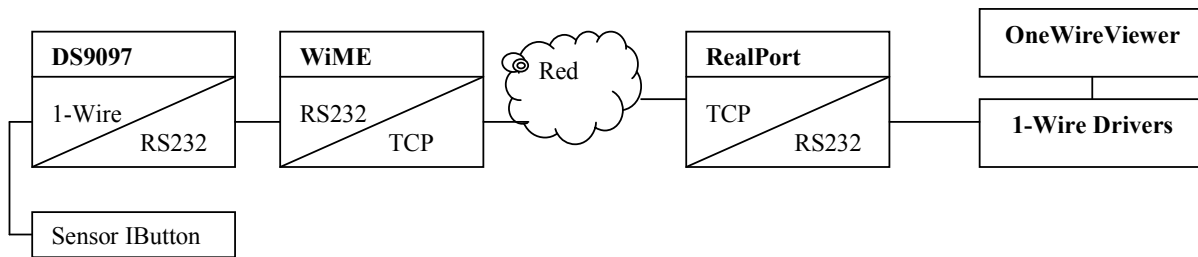 DS9097
1-Wire
RS232
Sensor IButton
WiME
RS232
TCP
Red
RealPort
TCP
RS232
OneWireViewer
1-Wire Drivers